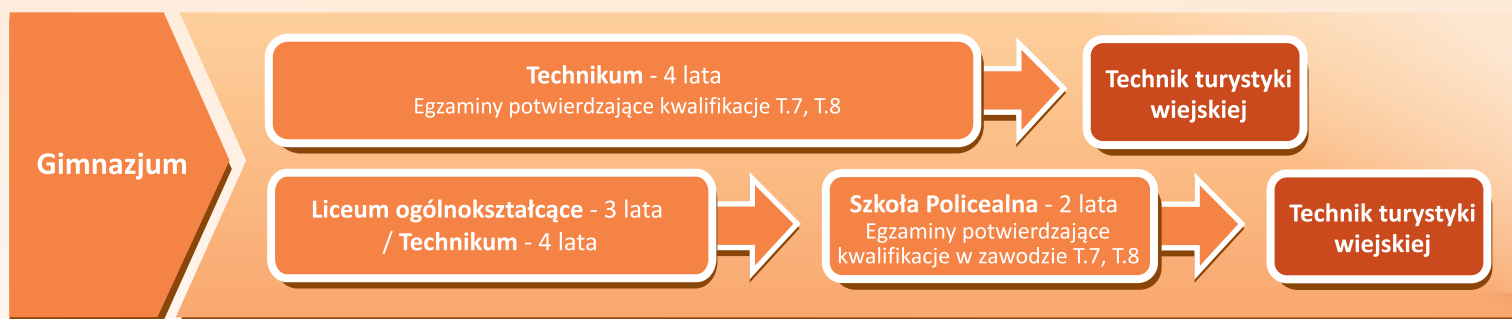 Gimnazjum
Technikum - 4 lata
Egzaminy potwierdzające kwalifikacje T.7, T.8
Technik turystyki
wiejskiej
Liceum ogólnokształcące - 3 lata
/ Technikum - 4 lata
Szkoła Policealna - 2 lata
Egzaminy potwierdzające
kwalifikacje w zawodzie T.7, T.8
Technik turystyki
wiejskiej